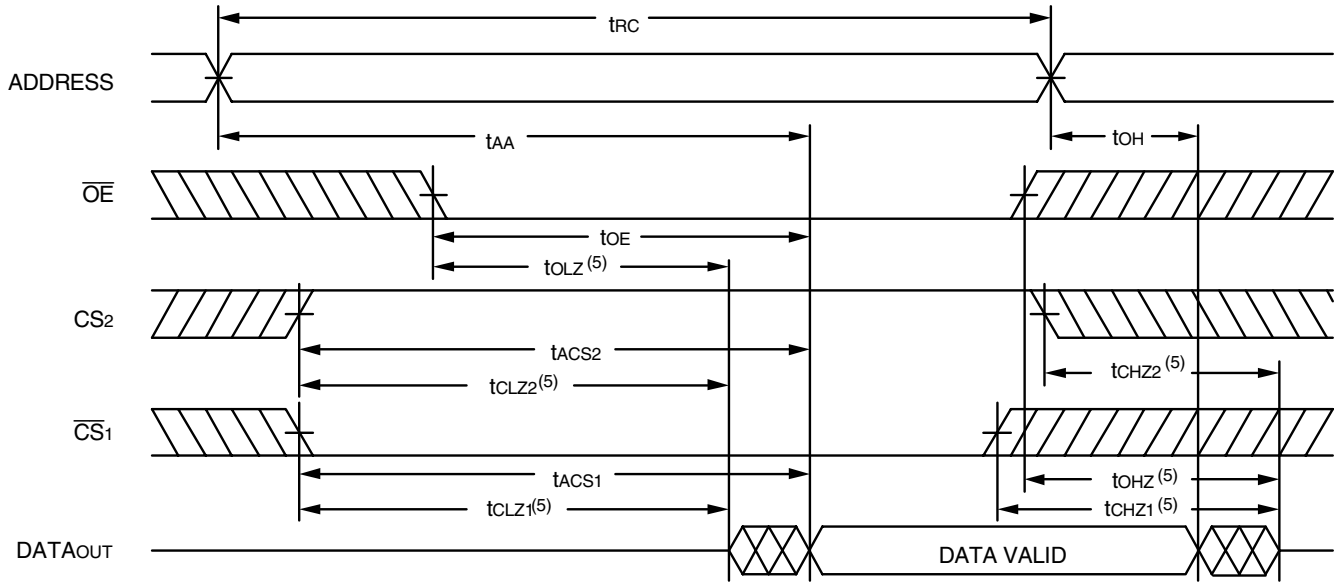 tRC
ADDRESS
tAA
tOH
OE
tOE
tOLZ (5)
CS2
tACS2
tCLZ2(5)
tCHZ2(5)
CS1
tACS1
tOHZ(5)
tCLZ1(5)
tCHZ1(5)
DATAOUT
DATA VALID